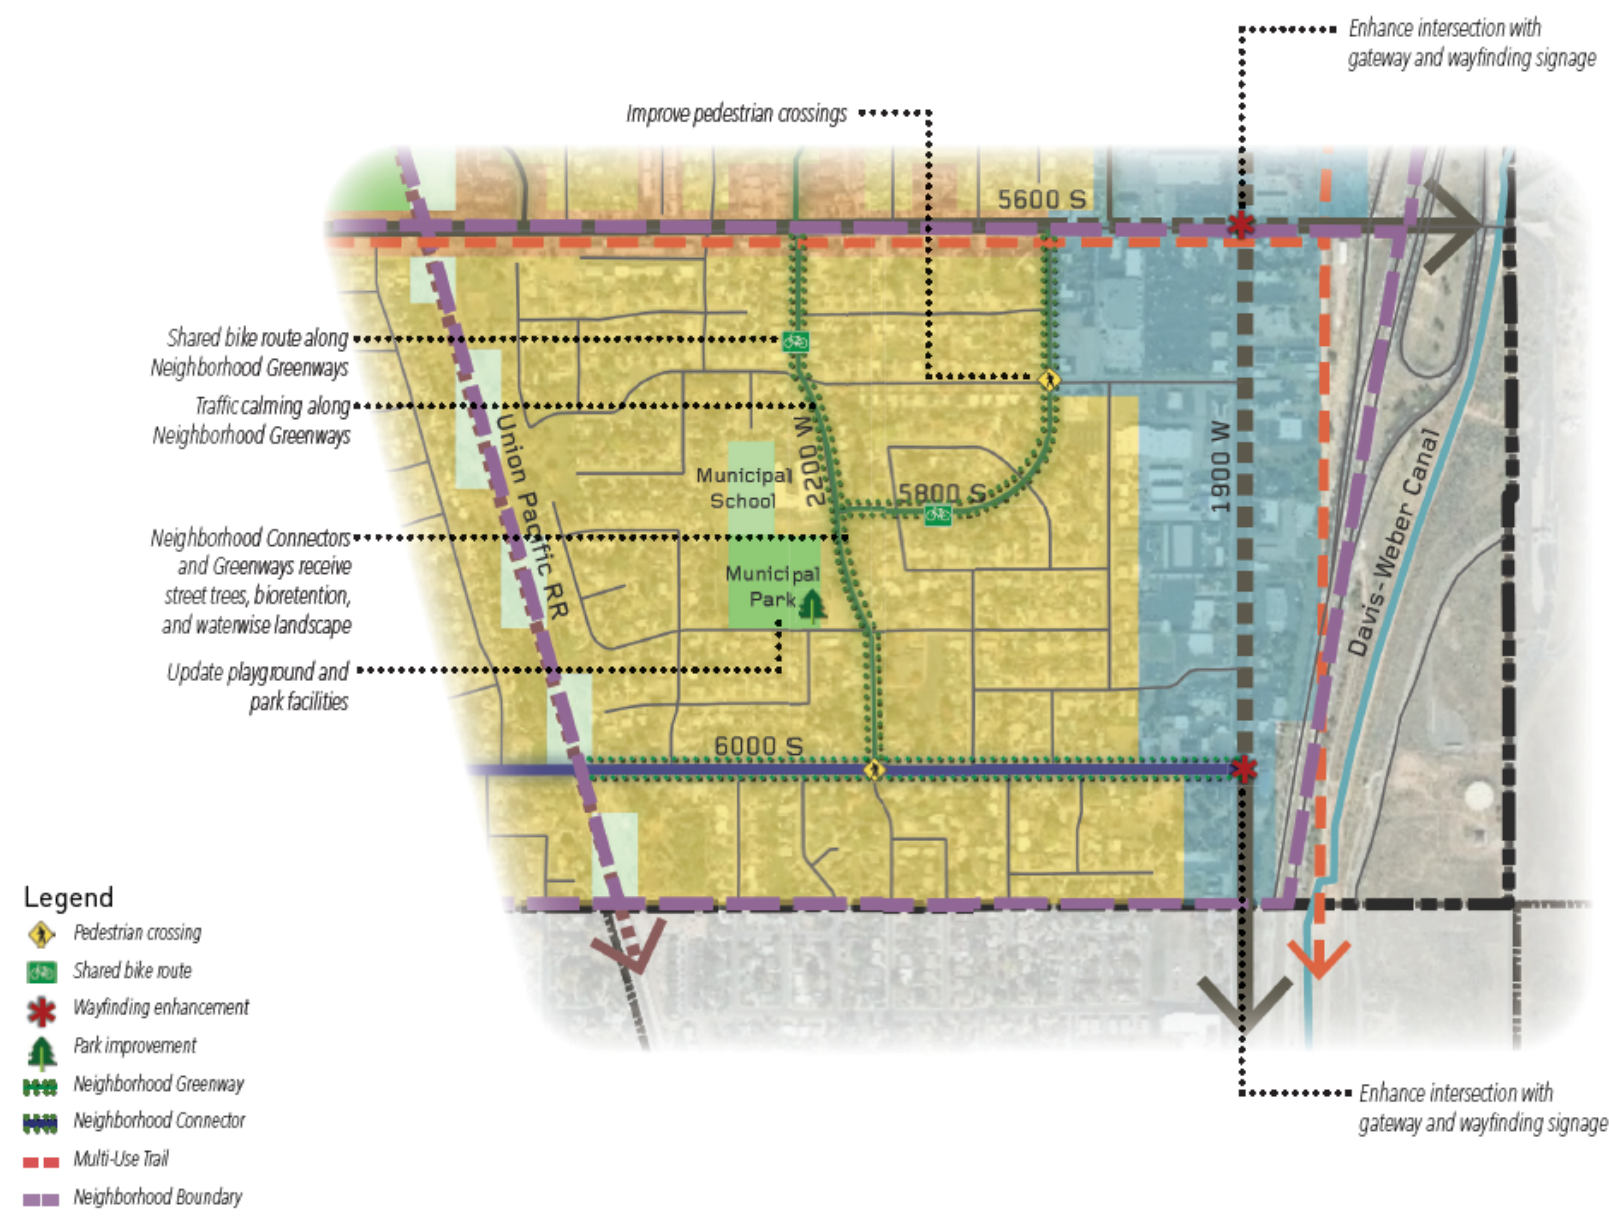 Enhance intersection with
gateway and wayfinding signage
Improve pedestrian crossings
5600 S
Shared bike route along
Neighborhood Greenways
Traffic calming along
Neighborhood Greenways
2200 W
Union Pacific RR
Municipal
School
5800 S
1900 W
Davis-Weber Canal
Neighborhood Connectors
and Greenways receive
street trees, bioretention,
and waterwise landscape
Municipal
Park
Update playground and
park facilities
6000 S
Legend
Pedestrian crossing
Shared bike route
Wayfinding enhancement
Park improvement
Neighborhood Greenway
Neighborhood Connector
Multi-Use Trail
Neighborhood Boundary
Enhance intersection with
gateway and wayfinding signage